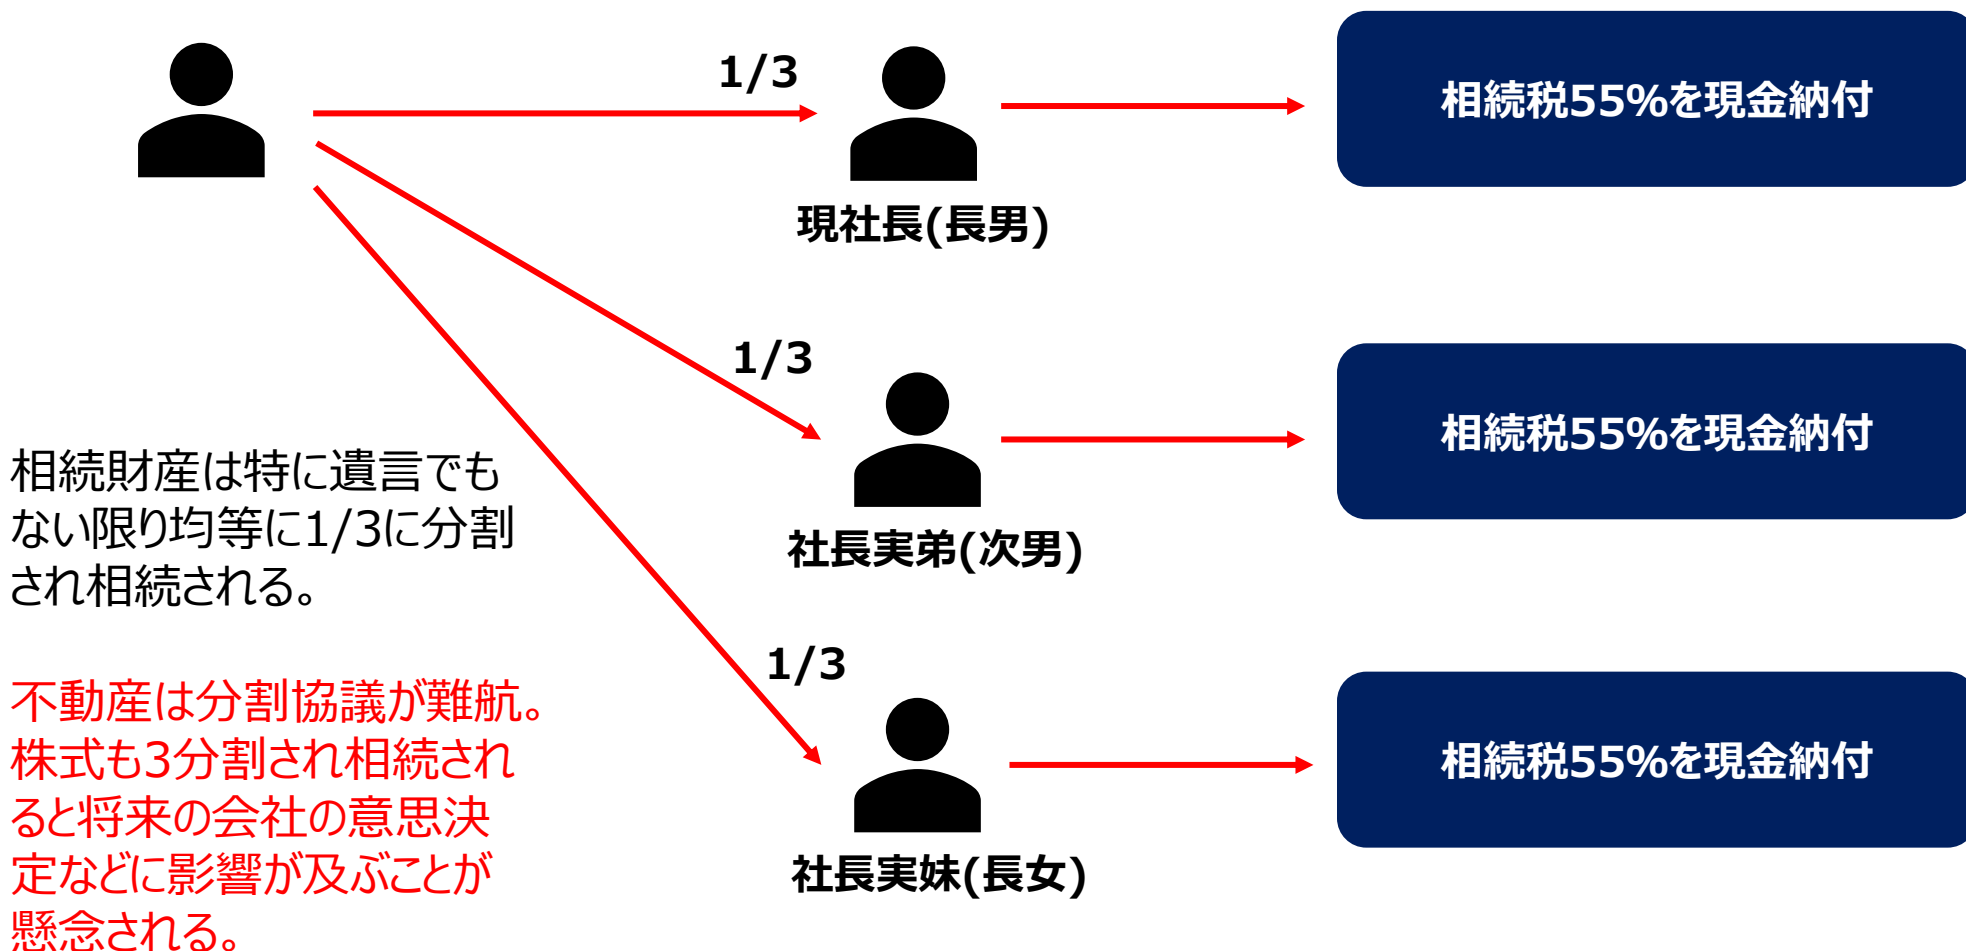 1/3
相続税55%を現金納付
現社長(長男)
1/3
相続税55%を現金納付
社長実弟(次男)
相続財産は特に遺言でも
ない限り均等に1/3に分割
され相続される。
1/3
相続税55%を現金納付
社長実妹(長女)
不動産は分割協議が難航。
株式も3分割され相続され
ると将来の会社の意思決
定などに影響が及ぶことが
懸念される。